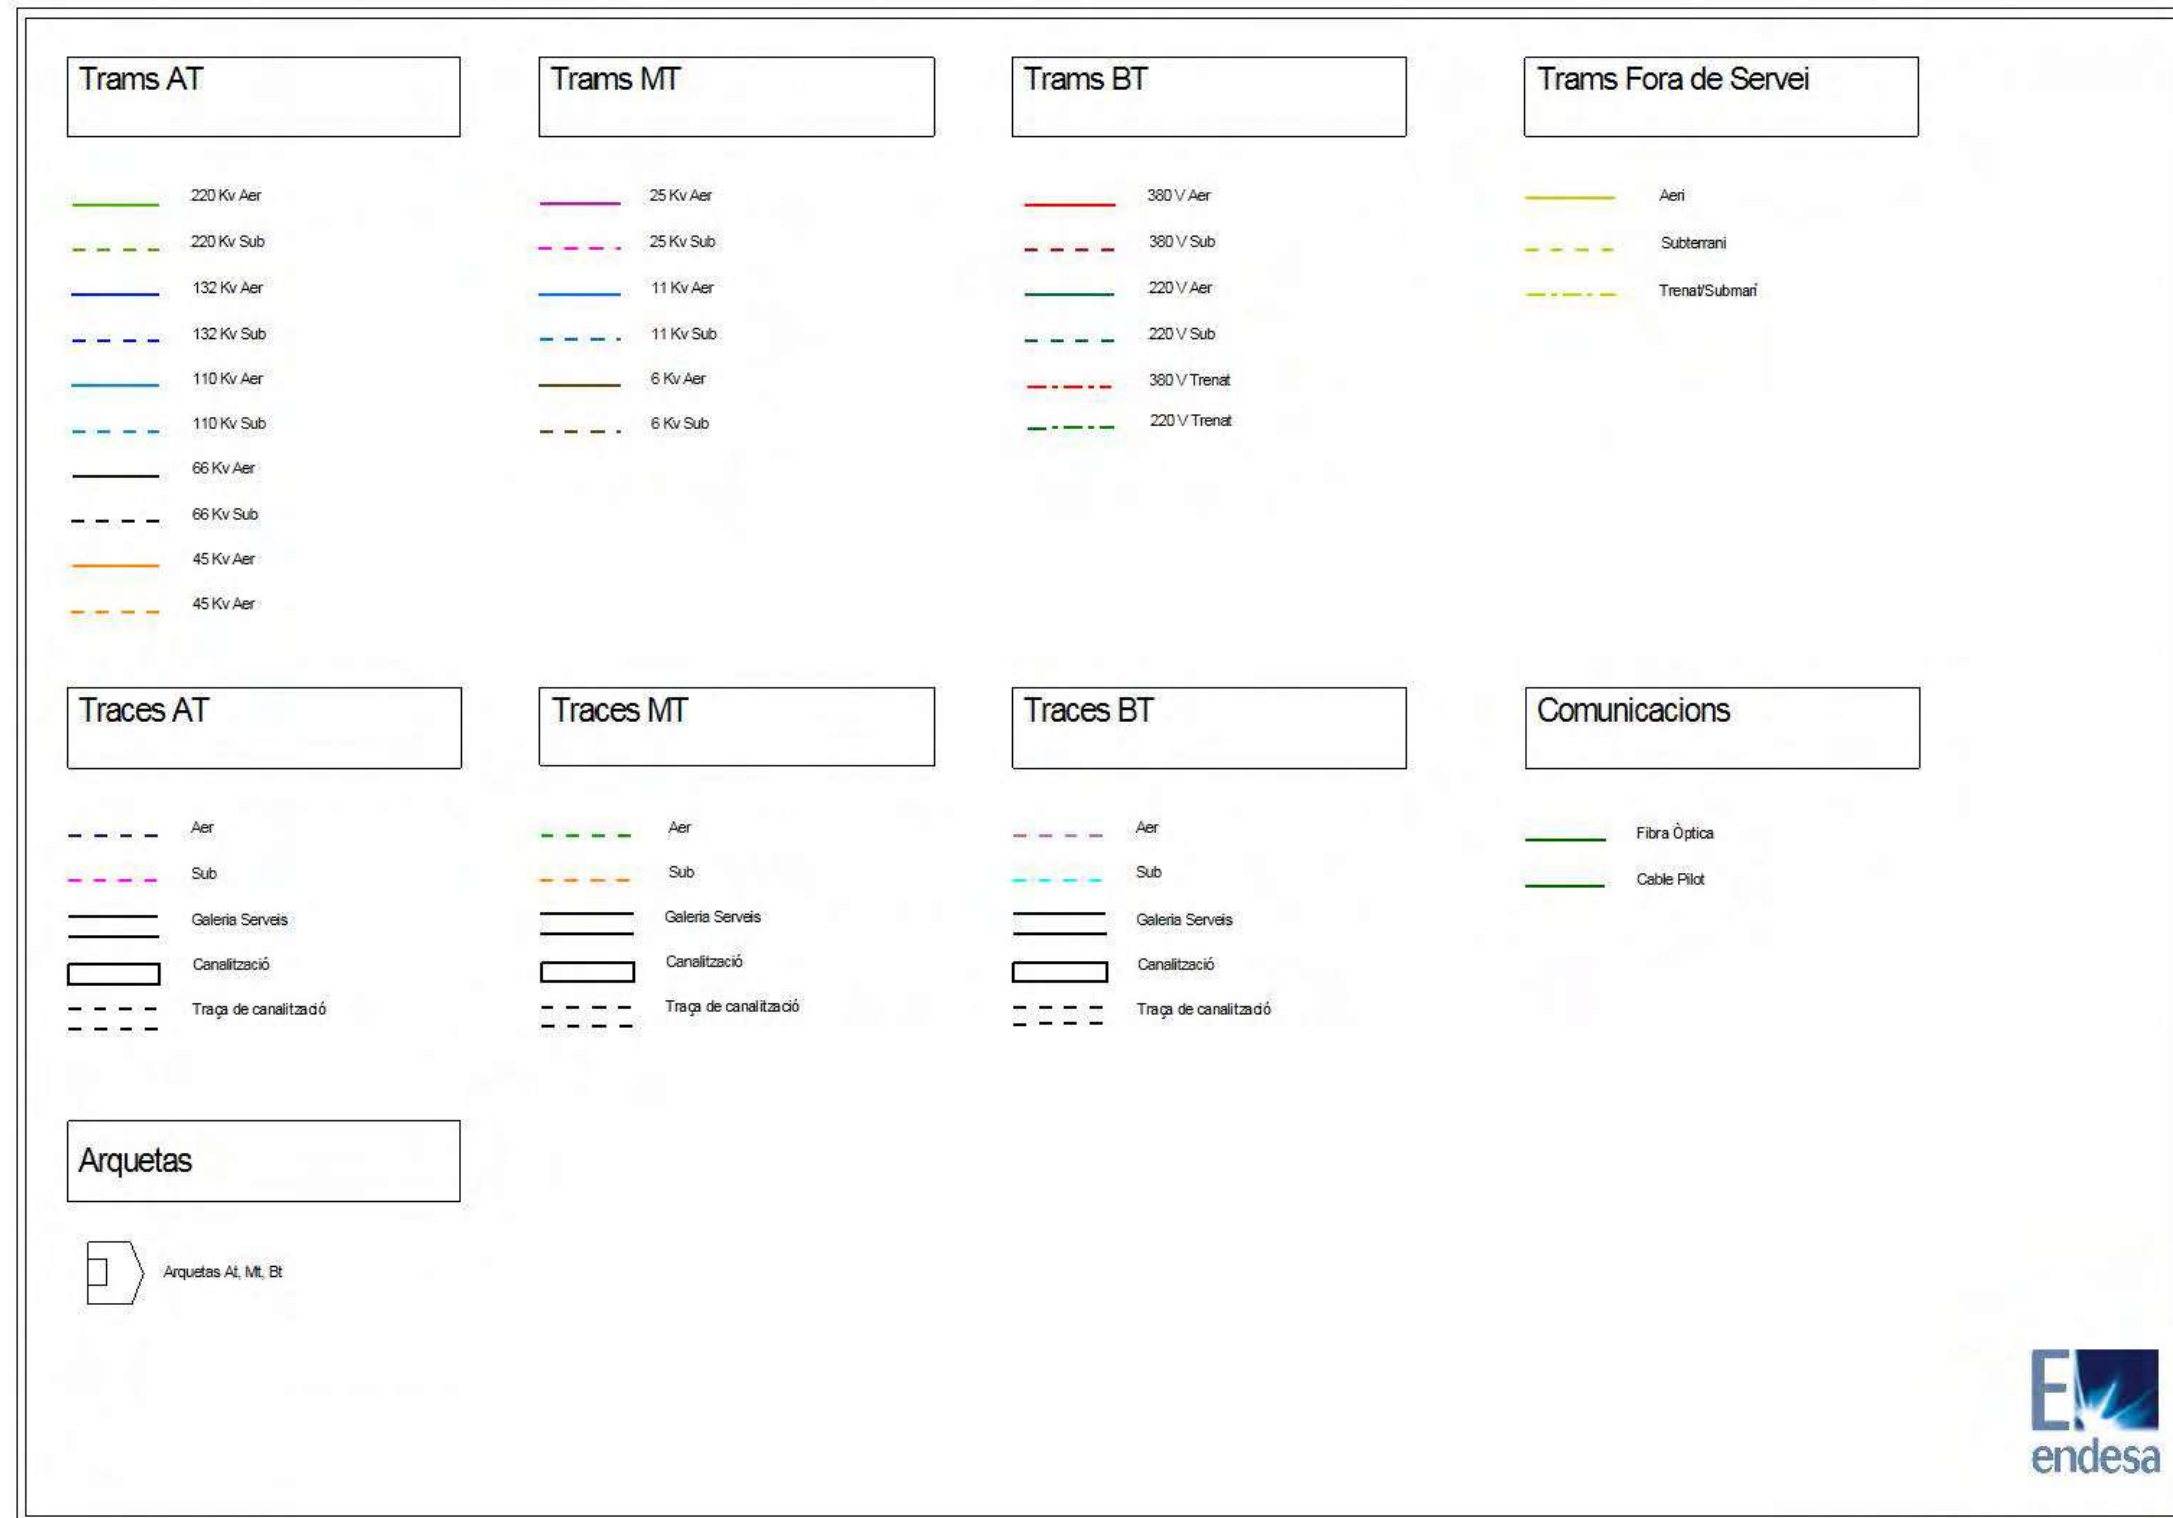 Trams AT
220 Kv Aer
220 Kv Sub
132 Kv Aer
132 Kv Sub
110 Kv Aer
110 Kv Sub
66 Kv Aer
66 Kv Sub
45 Kv Aer
45 Kv Aer
Trams MT
25 Kv Aer
25 Kv Sub
11 Kv Aer
11 Kv Sub
6 Kv Aer
6 Kv Sub
Trams BT
380 V Aer
380 V Sub
220 V Aer
220 V Sub
380 V Trenat
220 V Trenat
Trams Fora de Servei
Aeri
Subterrani
Trenat/Submarí
Traces AT
Aer
Sub
Galeria Serveis
Canalització
Traça de canalització
Traces MT
Aer
Sub
Galeria Serveis
Canalització
Traça de canalització
Traces BT
Aer
Sub
Galeria Serveis
Canalització
Traça de canalització
Comunicacions
Fibra Òptica
Cable Pilot
Arquetas
Arquetas At, Mt, Bt
E
endesa